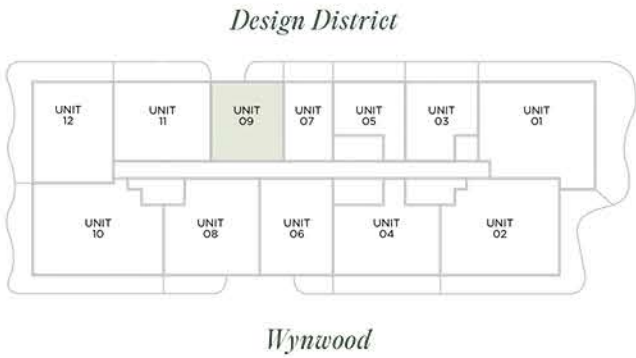 Design District
UNIT
12
UNIT
11
UNIT
09
UNIT
07
UNIT
05
UNIT
03
UNIT
01
UNIT
10
UNIT
08
UNIT
06
UNIT
04
UNIT
02
Wynwood